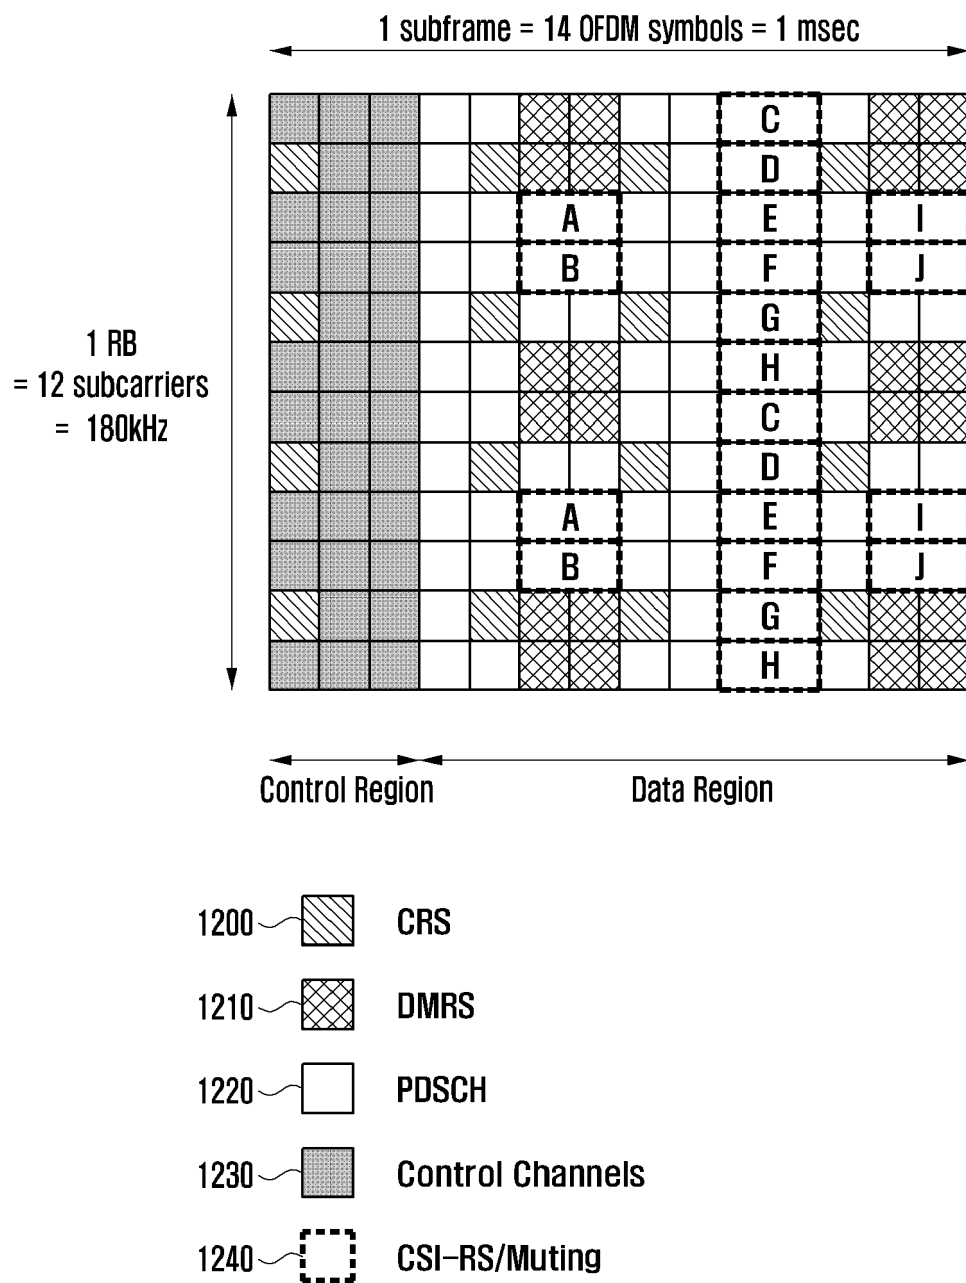 1 subframe = 14 OFDM symbols = 1 msec
C
D
A E I
B F J
G
1 RB
= 12 subcarriers
= 180kHz
H
C
D
A E I
B F J
G
H
Control Region Data Region
1200 CRS
1210 DMRS
1220 PDSCH
1230 Control Channels
1240 CSI-RS/Muting